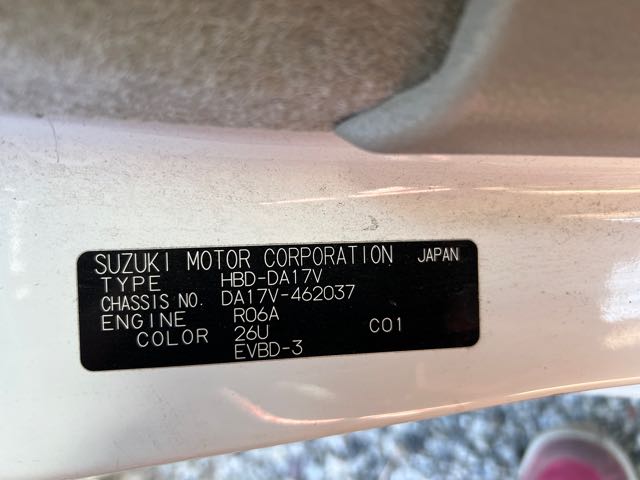 SUZUKI MOTOR CORPORATION JAPAN
TYPE HBD-DA17V
CHASSIS NO. DA17V-462037
ENGINE R06A
COLOR 26U C01
EVBD-3